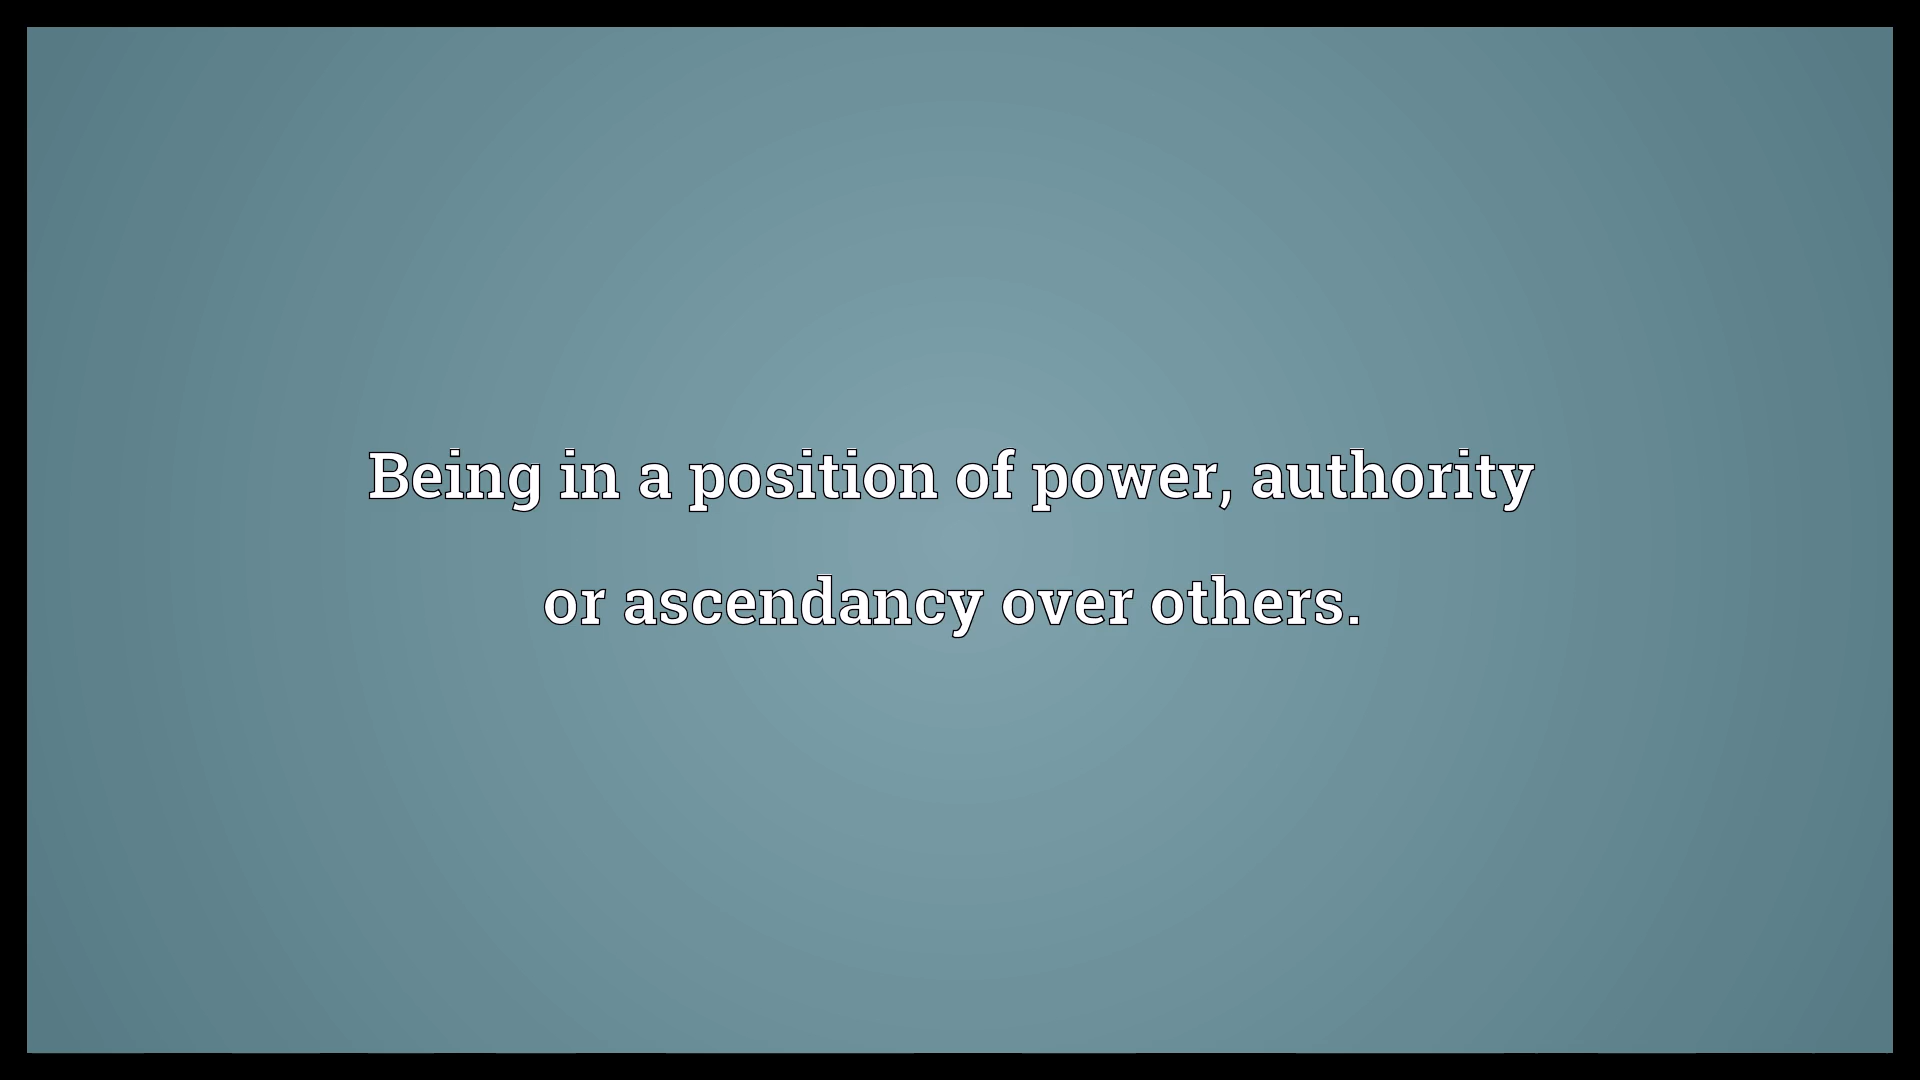 Being in a position of power, authority
or ascendancy over others.